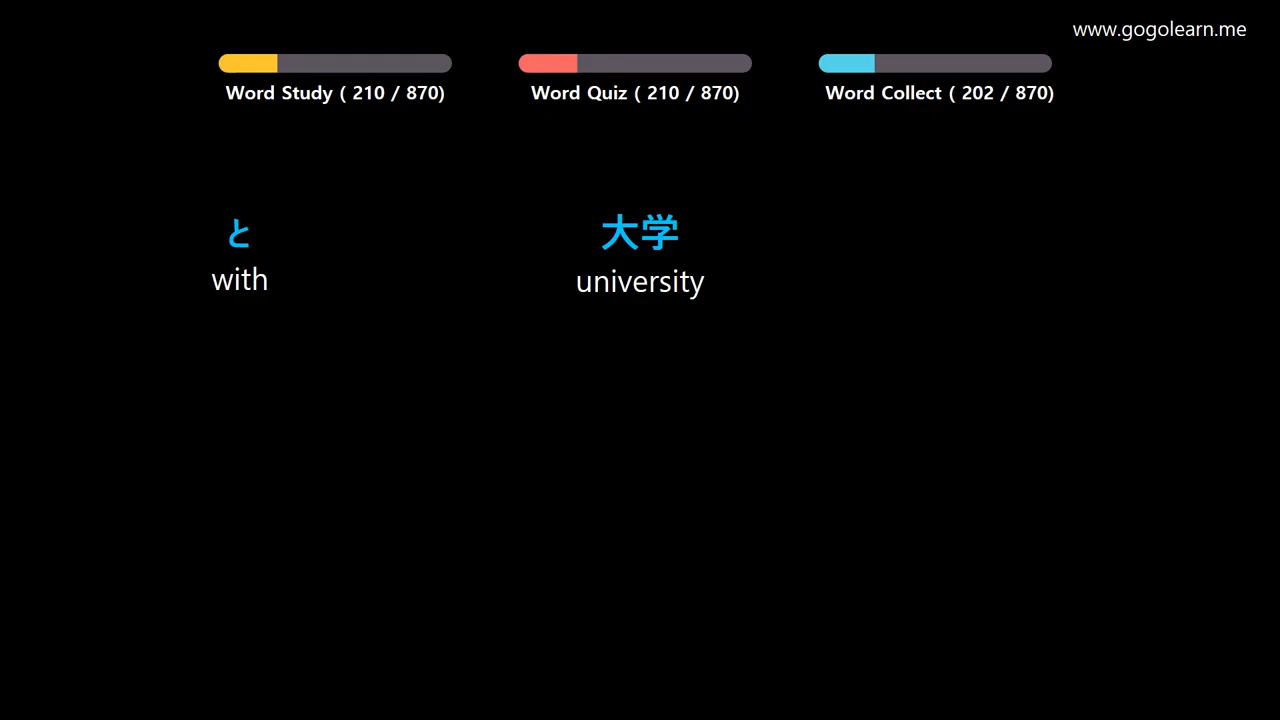 www.gogolearn.me
Word Study ( 210 / 870)
Word Quiz ( 210 / 870)
Word Collect ( 202 / 870)
と
with
大学
university